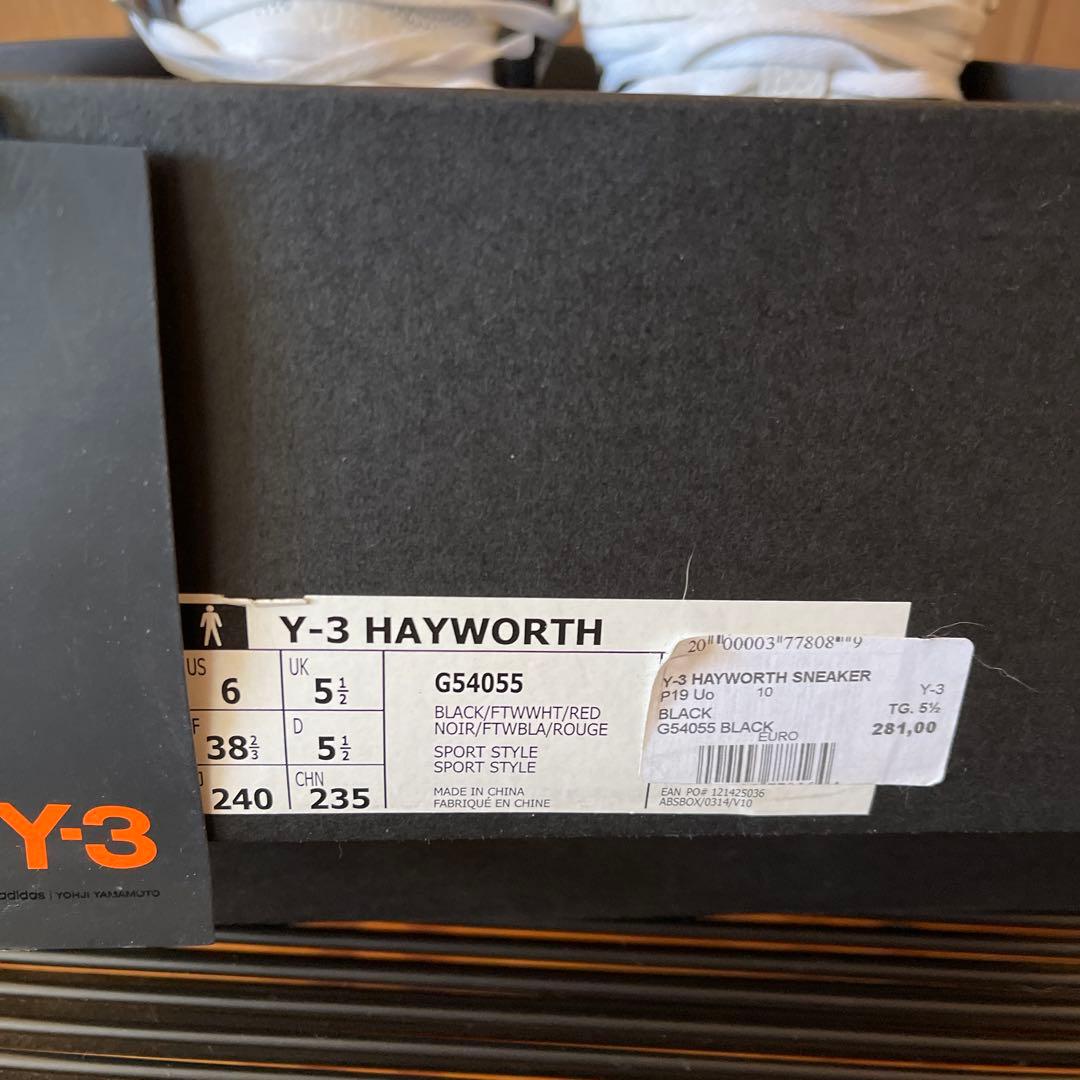 Y-3
adidas | YOHJI YAMAMOTO
Y-3 HAYWORTH
US 6
UK 5 1/2
F 38 2/3
D 5 1/2
J 240
CHN 235
G54055
BLACK/FTWWHT/RED
NOIR/FTWBLA/ROUGE
SPORT STYLE
SPORT STYLE
MADE IN CHINA
FABRIQUÉ EN CHINE
20 00003 77808 9
Y-3 HAYWORTH SNEAKER
P19 Uo 10 Y-3
BLACK TG. 5½
G54055 BLACK 281,00
EURO
EAN PO# 121425036
ABSBOX/0314/V10